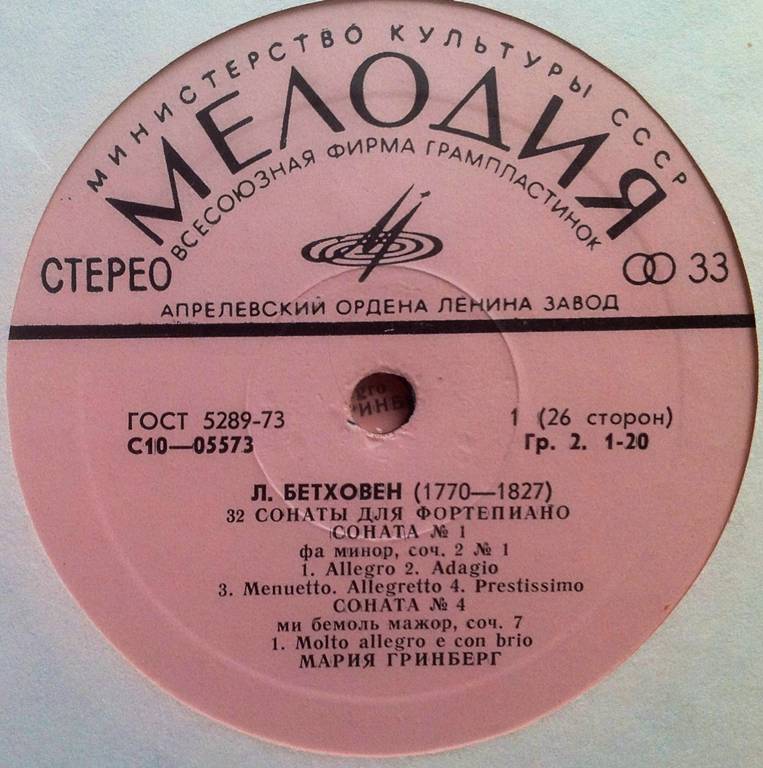 МИНИСТЕРСТВО КУЛЬТУРЫ СССР
МЕЛОДИЯ
ВСЕСОЮЗНАЯ ФИРМА ГРАМПЛАСТИНОК
СТЕРЕО
33
АПРЕЛЕВСКИЙ ОРДЕНА ЛЕНИНА ЗАВОД
ГОСТ 5289-73
1 (26 сторон)
С10—05573
Гр. 2. 1-20
Л. БЕТХОВЕН (1770—1827)
32 СОНАТЫ ДЛЯ ФОРТЕПИАНО
СОНАТА № 1
фа минор, соч. 2 № 1
1. Allegro 2. Adagio
3. Menuetto. Allegretto 4. Prestissimo
СОНАТА № 4
ми бемоль мажор, соч. 7
1. Molto allegro e con brio
МАРИЯ ГРИНБЕРГ